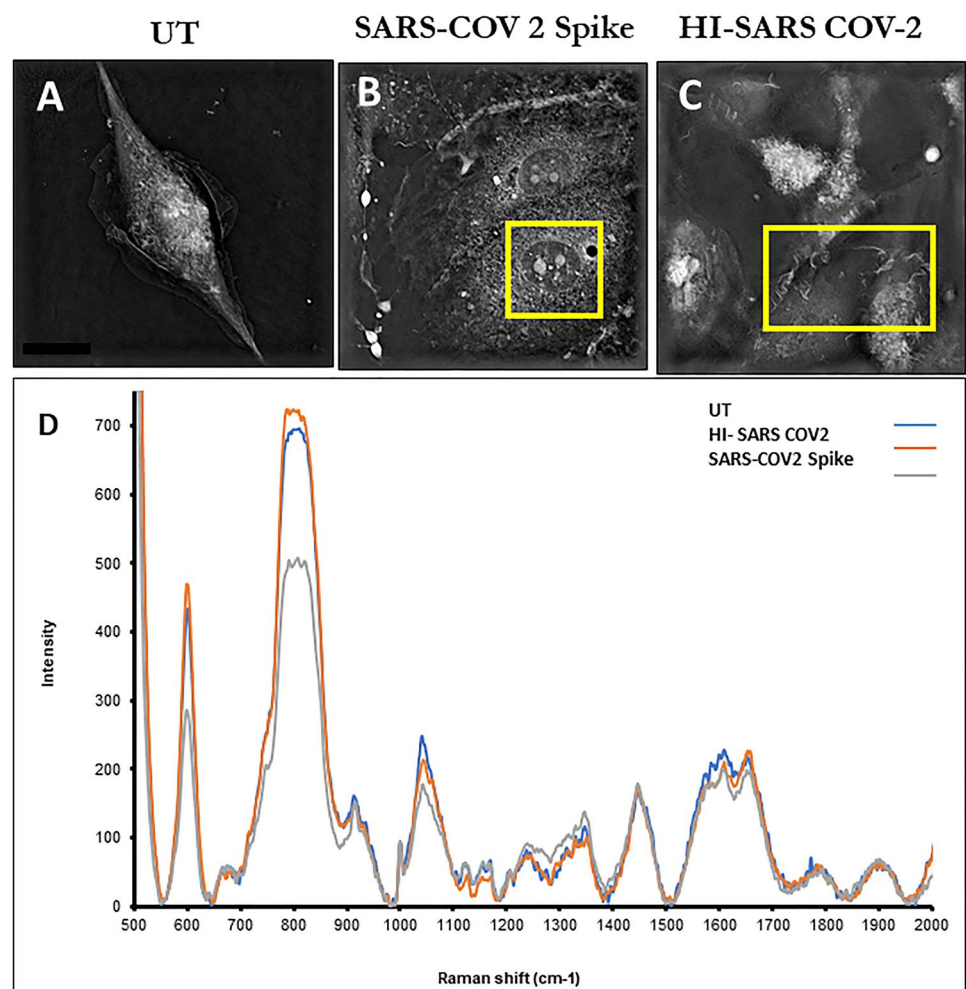 UT
SARS-COV 2 Spike
HI-SARS COV-2
A
B
C
D
UT
HI- SARS COV2
SARS-COV2 Spike
700
600
500
400
300
200
100
0
500 600 700 800 900 1000 1100 1200 1300 1400 1500 1600 1700 1800 1900 2000
Intensity
Raman shift (cm-1)